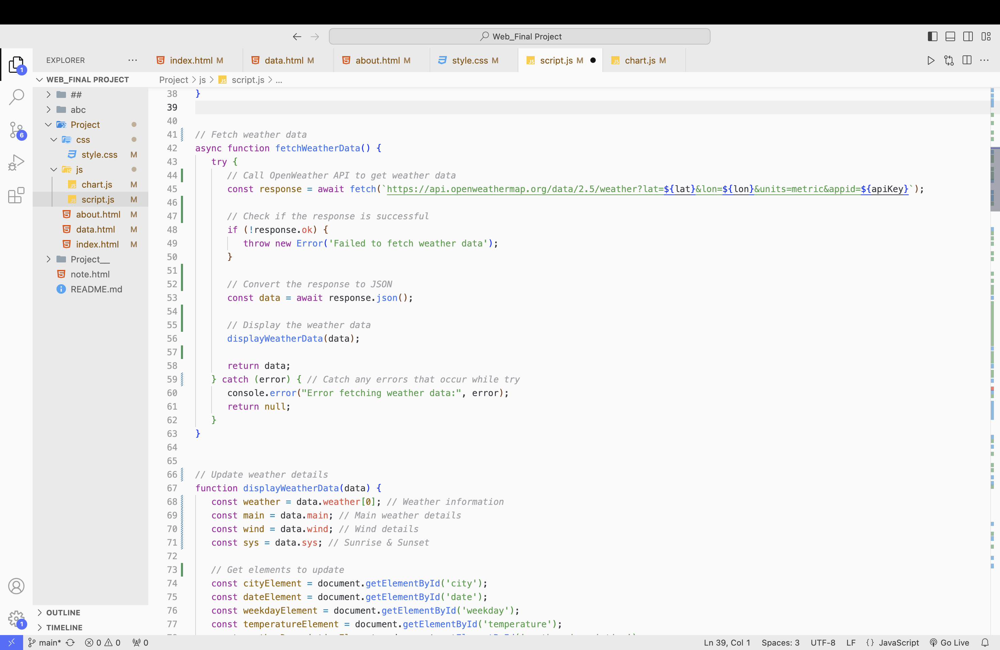 Web_Final Project
EXPLORER
index.html M
data.html M
about.html M
style.css M
JS script.js M
JS chart.js M
WEB_FINAL PROJECT
Project > js > JS script.js > ...
##
abc
Project
css
style.css M
js
JS chart.js M
JS script.js M
about.html M
data.html M
index.html M
Project__
note.html
README.md
OUTLINE
TIMELINE
1
6
1
38 }
39
40
41 // Fetch weather data
42 async function fetchWeatherData() {
43 try {
44 // Call OpenWeather API to get weather data
45 const response = await fetch(`https://api.openweathermap.org/data/2.5/weather?lat=${lat}&lon=${lon}&units=metric&appid=${apiKey}`);
46
47 // Check if the response is successful
48 if (!response.ok) {
49 throw new Error('Failed to fetch weather data');
50 }
51
52 // Convert the response to JSON
53 const data = await response.json();
54
55 // Display the weather data
56 displayWeatherData(data);
57
58 return data;
59 } catch (error) { // Catch any errors that occur while try
60 console.error("Error fetching weather data:", error);
61 return null;
62 }
63 }
64
65
66 // Update weather details
67 function displayWeatherData(data) {
68 const weather = data.weather[0]; // Weather information
69 const main = data.main; // Main weather details
70 const wind = data.wind; // Wind details
71 const sys = data.sys; // Sunrise & Sunset
72
73 // Get elements to update
74 const cityElement = document.getElementById('city');
75 const dateElement = document.getElementById('date');
76 const weekdayElement = document.getElementById('weekday');
77 const temperatureElement = document.getElementById('temperature');
main* 0 0 0
Ln 39, Col 1 Spaces: 3 UTF-8 LF {} JavaScript Go Live